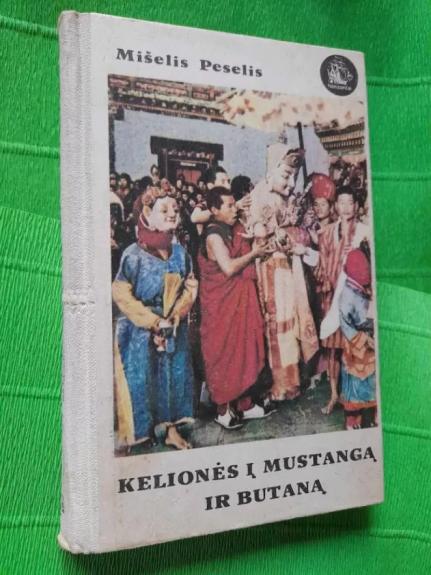 Mišelis Peselis
KELIONĖS Į MUSTANGĄ
IR BUTANĄ